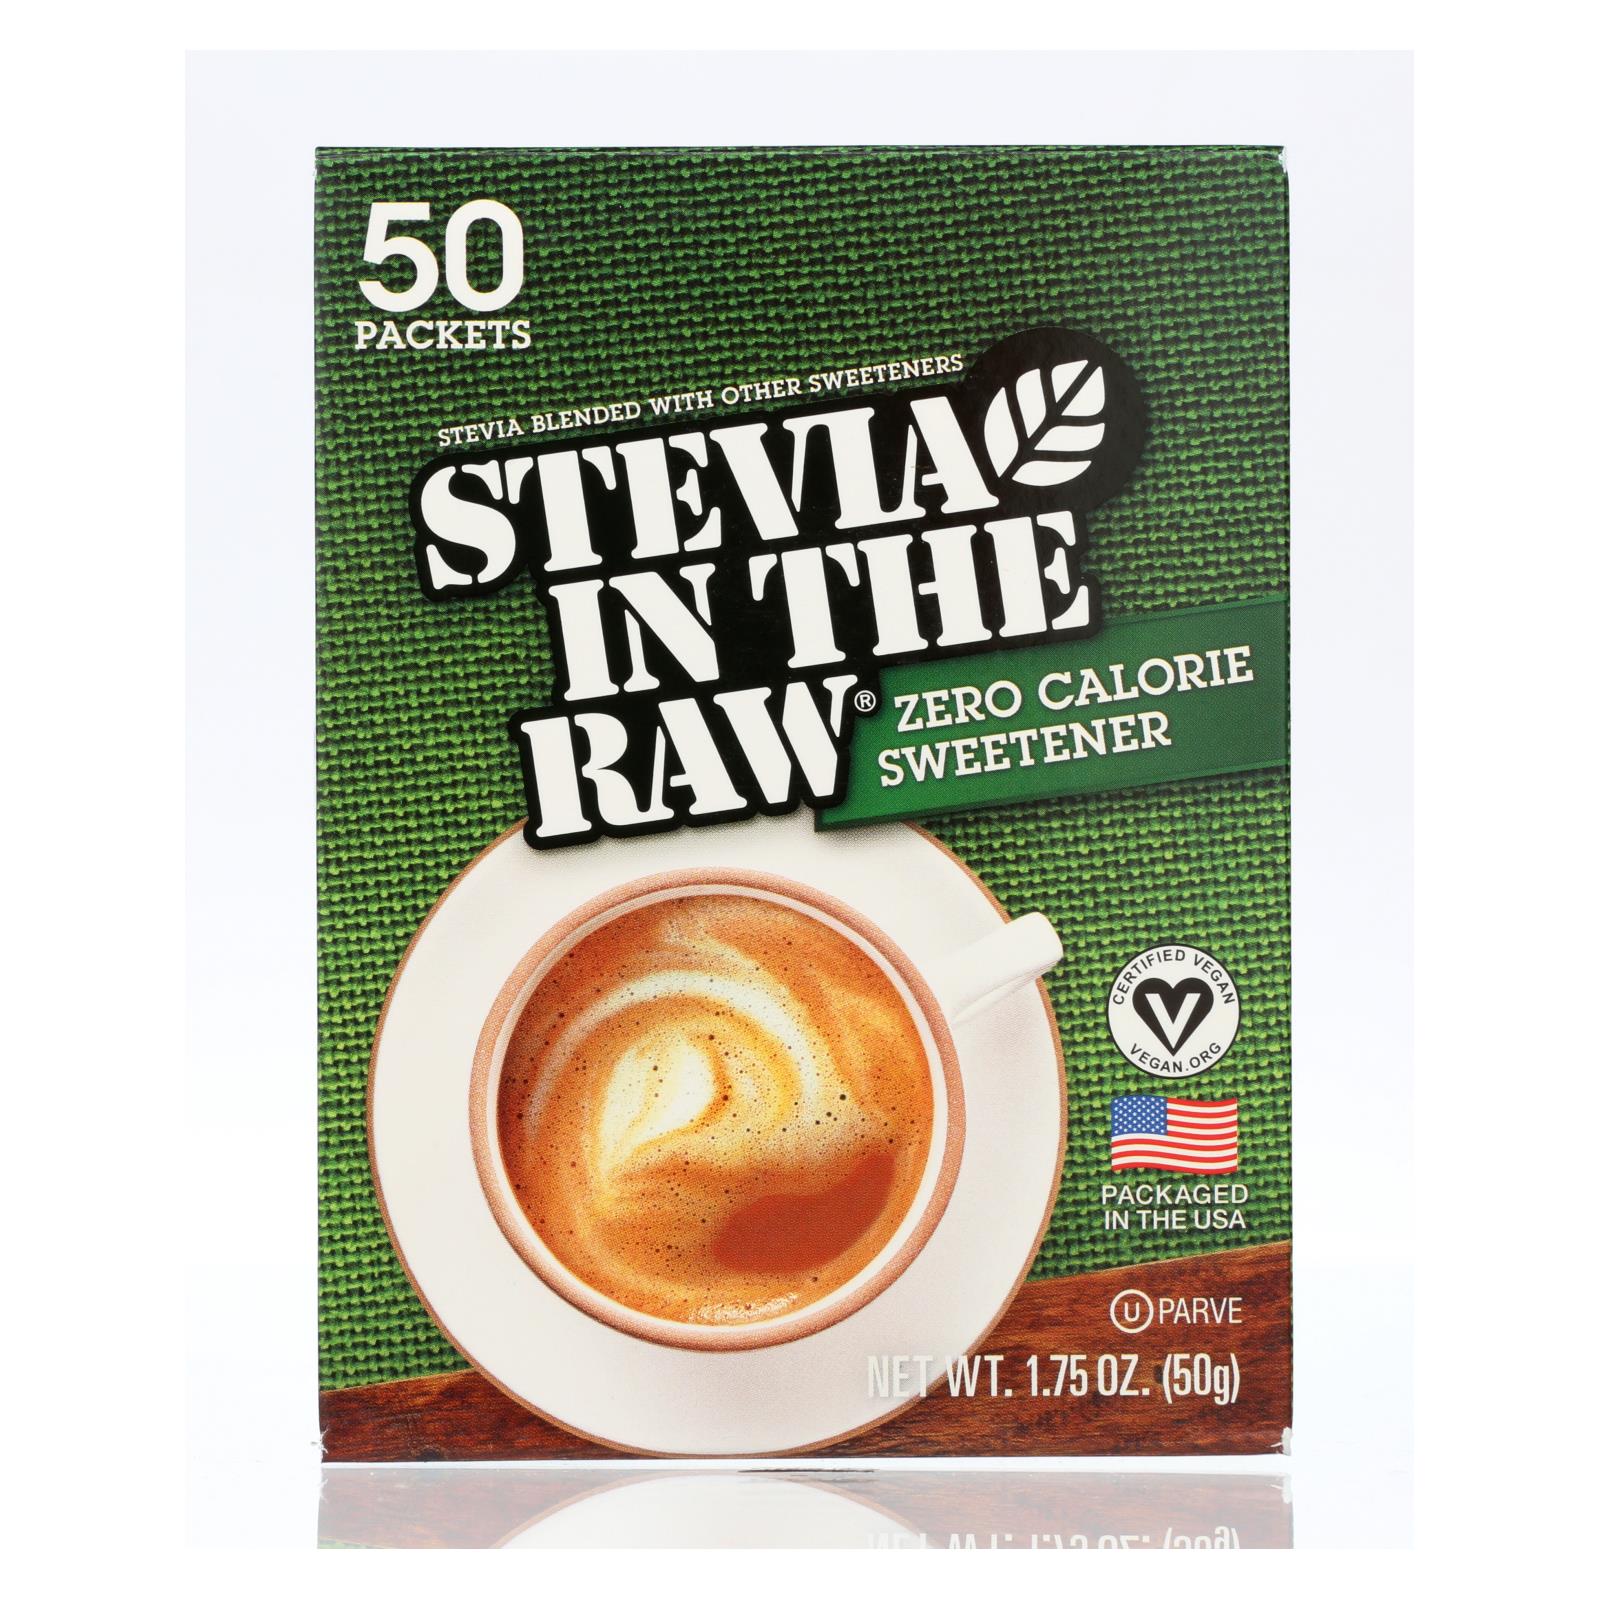 50
PACKETS
STEVIA BLENDED WITH OTHER SWEETENERS
STEVIA
IN THE
RAW®
ZERO CALORIE
SWEETENER
CERTIFIED VEGAN
V
VEGAN.ORG
PACKAGED
IN THE USA
U PARVE
NET WT. 1.75 OZ. (50g)